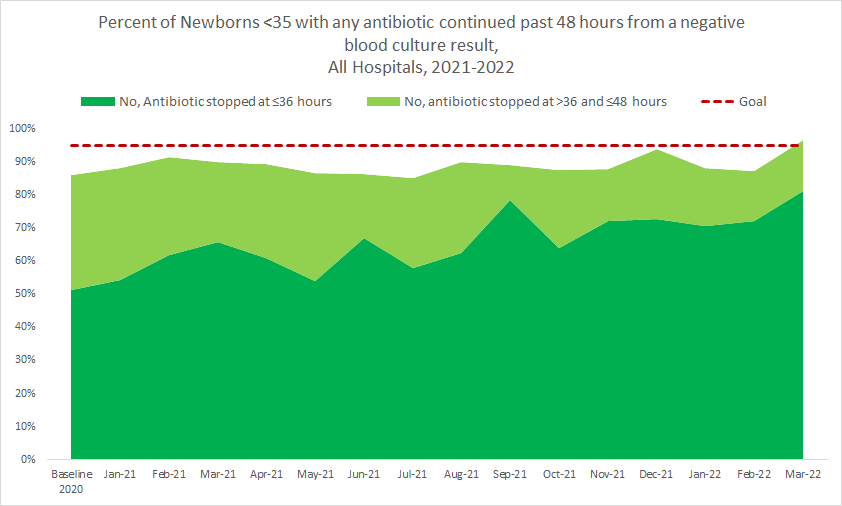 Percent of Newborns <35 with any antibiotic continued past 48 hours from a negative
blood culture result,
All Hospitals, 2021-2022
No, Antibiotic stopped at ≤36 hours No, antibiotic stopped at >36 and ≤48 hours Goal
100%
90%
80%
70%
60%
50%
40%
30%
20%
10%
0%
Baseline 2020 Jan-21 Feb-21 Mar-21 Apr-21 May-21 Jun-21 Jul-21 Aug-21 Sep-21 Oct-21 Nov-21 Dec-21 Jan-22 Feb-22 Mar-22